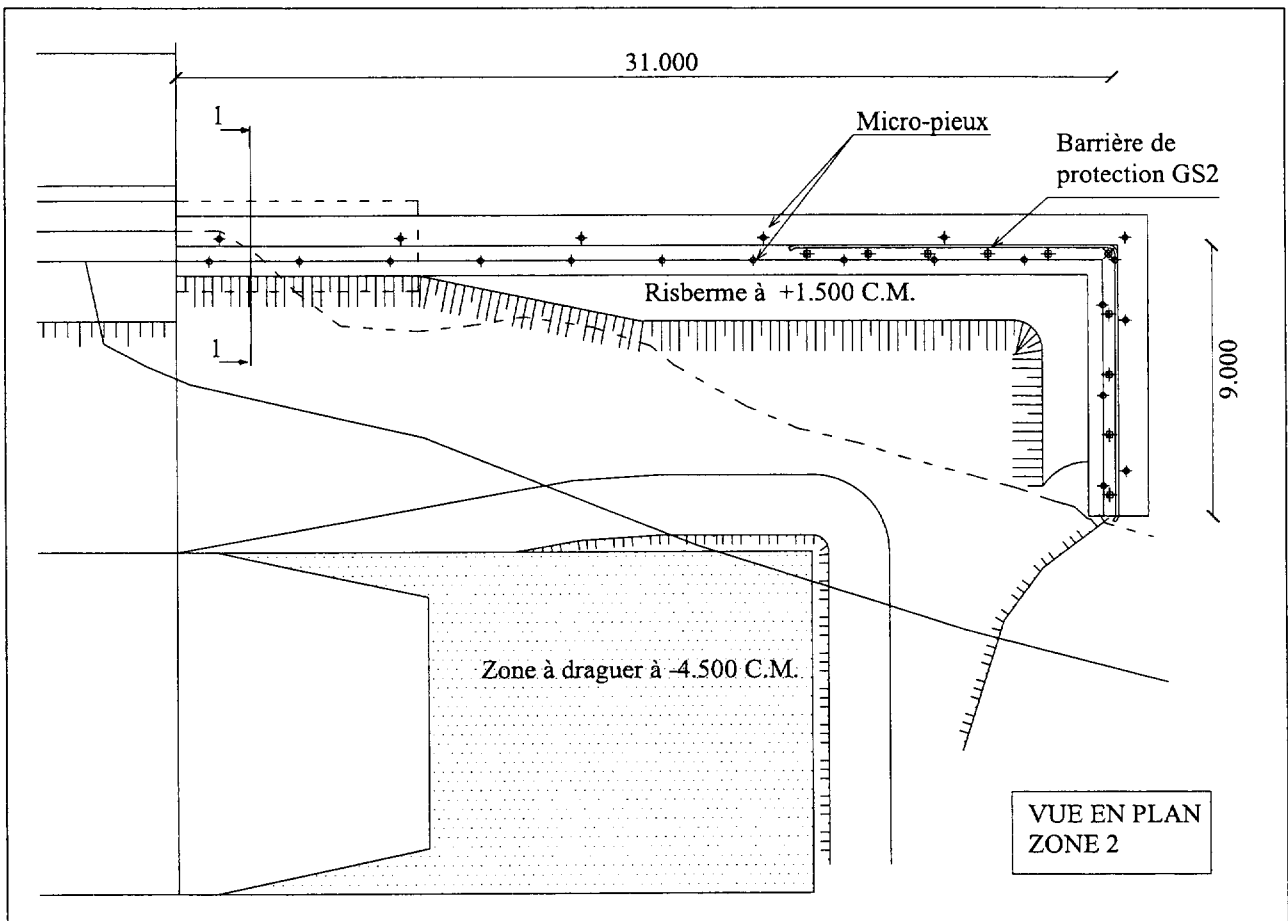 31.000
1
Micro-pieux
Barrière de
protection GS2
Risberme à +1.500 C.M.
1
9.000
Zone à draguer à -4.500 C.M.
VUE EN PLAN
ZONE 2